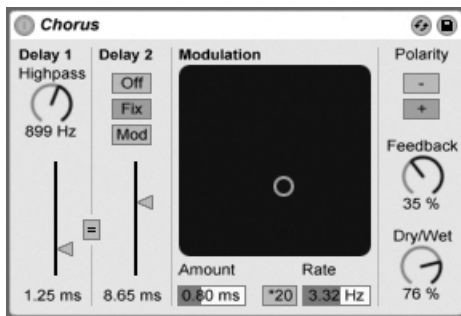 Chorus
Delay 1
Highpass
899 Hz
1.25 ms
=
Delay 2
Off
Fix
Mod
8.65 ms
Modulation
Amount
0.80 ms
*20
Rate
3.32 Hz
Polarity
-
+
Feedback
35 %
Dry/Wet
76 %